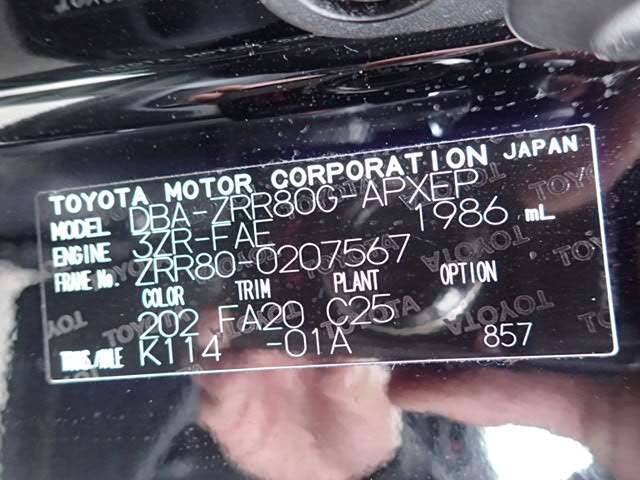 TOYOTA MOTOR CORPORATION JAPAN
MODEL DBA-ZRR80G-APXEP
ENGINE 3ZR-FAE 1986 mL
FRAME No. ZRR80-0207567
COLOR TRIM PLANT OPTION
202 FA20 C25
TRANS/AXLE K114 -01A 857